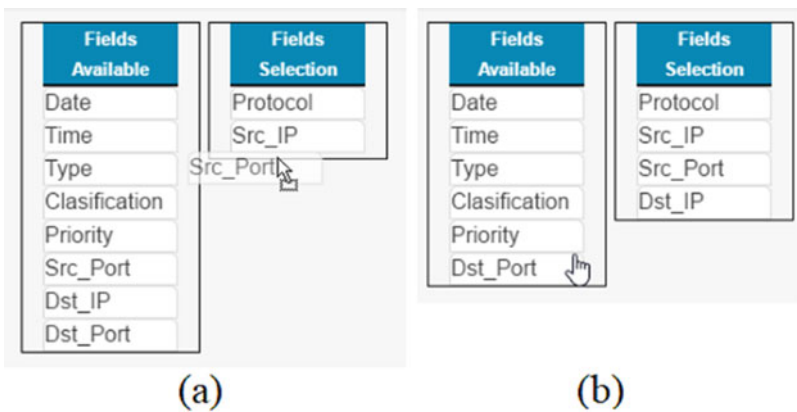 Fields
Available
Date
Time
Type
Clasification
Priority
Src_Port
Dst_IP
Dst_Port
Fields
Selection
Protocol
Src_IP
Src_Port
(a)
Fields
Available
Date
Time
Type
Clasification
Priority
Dst_Port
Fields
Selection
Protocol
Src_IP
Src_Port
Dst_IP
(b)